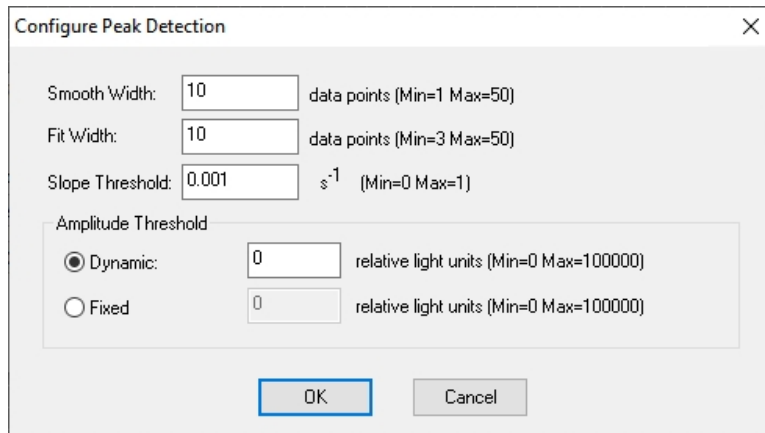 Configure Peak Detection
Smooth Width: 10 data points (Min=1 Max=50)
Fit Width: 10 data points (Min=3 Max=50)
Slope Threshold: 0.001 s⁻¹ (Min=0 Max=1)
Amplitude Threshold
Dynamic: 0 relative light units (Min=0 Max=100000)
Fixed 0 relative light units (Min=0 Max=100000)
OK Cancel